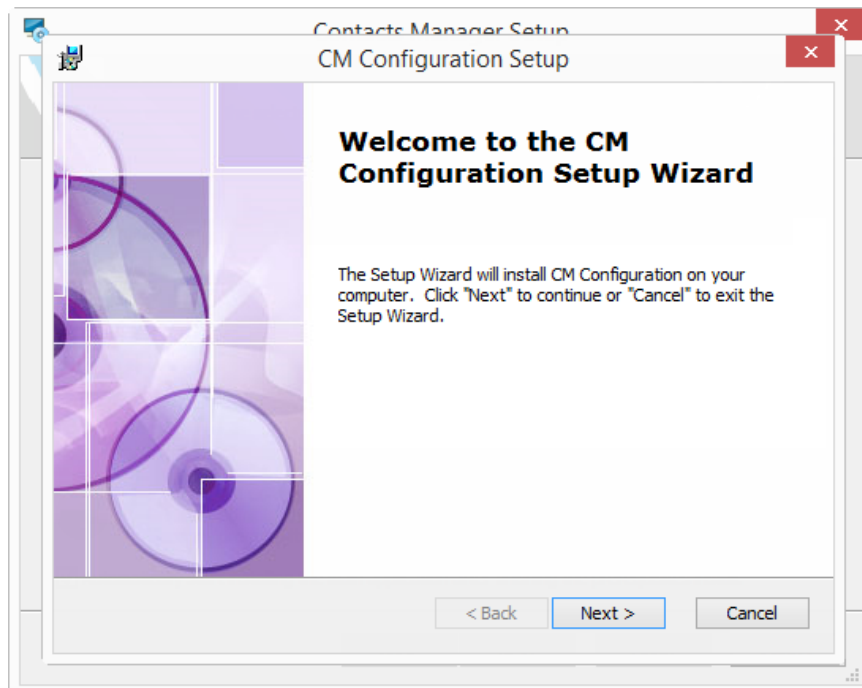 Contacts Manager Setup
CM Configuration Setup
Welcome to the CM
Configuration Setup Wizard
The Setup Wizard will install CM Configuration on your
computer.  Click "Next" to continue or "Cancel" to exit the
Setup Wizard.
< Back
Next >
Cancel